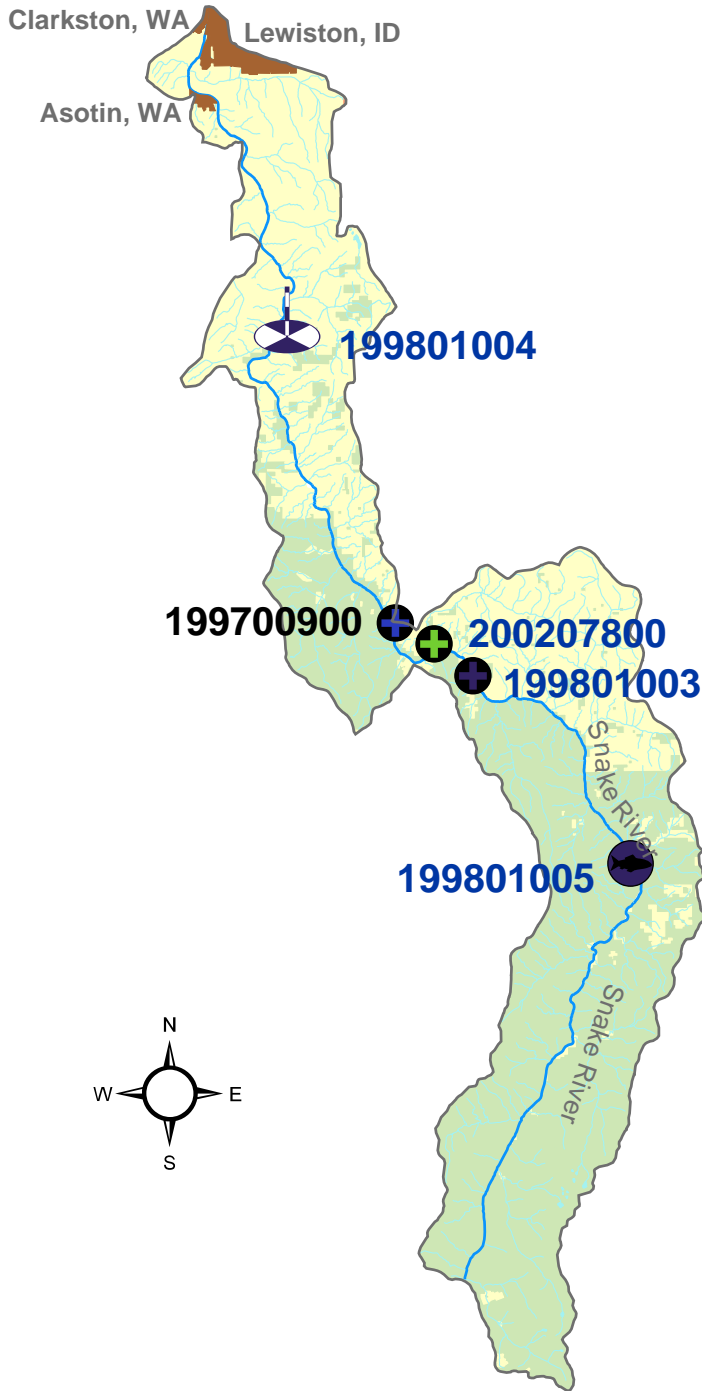 Clarkston, WA
Lewiston, ID
Asotin, WA
199801004
199700900
200207800
199801003
Snake River
199801005
Snake River
N
W
E
S